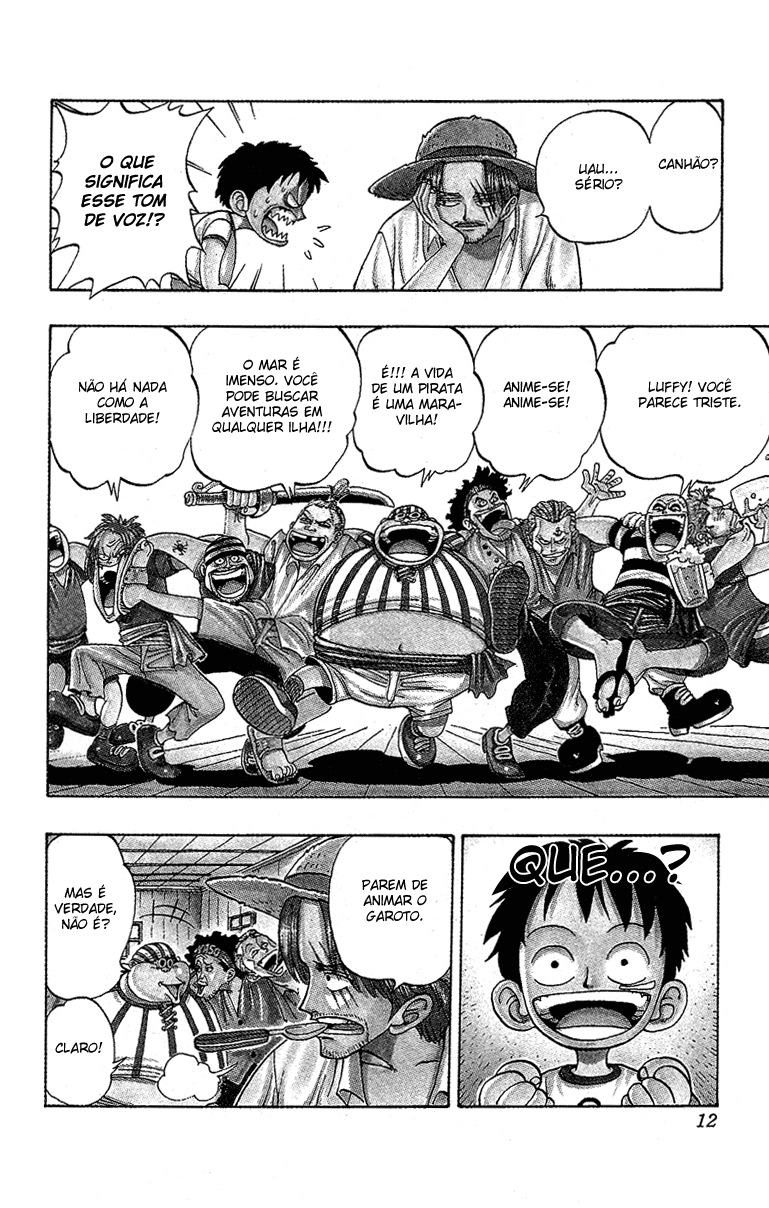 CANHÃO?
UAU...
SÉRIO?
O QUE
SIGNIFICA
ESSE TOM
DE VOZ!?
LUFFY! VOCÊ
PARECE TRISTE.
ANIME-SE!
ANIME-SE!
É!!! A VIDA
DE UM PIRATA
É UMA MARA-
VILHA!
O MAR É
IMENSO. VOCÊ
PODE BUSCAR
AVENTURAS EM
QUALQUER ILHA!!!
NÃO HÁ NADA
COMO A
LIBERDADE!
QUE...?
PAREM DE
ANIMAR O
GAROTO.
MAS É
VERDADE,
NÃO É?
CLARO!
12